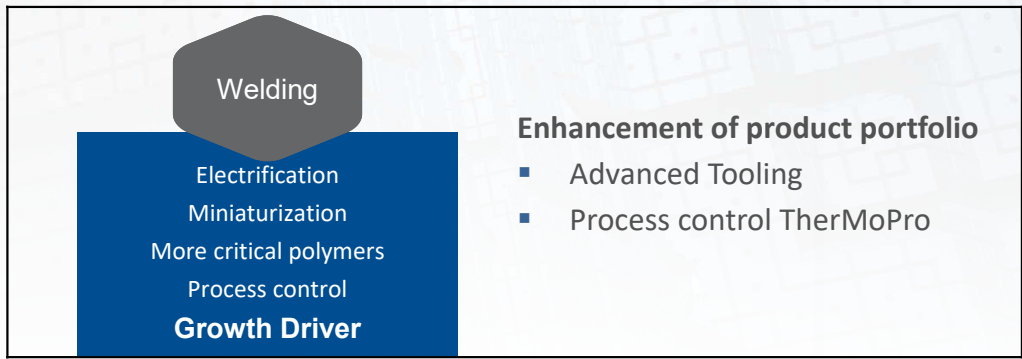 Welding
Electrification
Miniaturization
More critical polymers
Process control
Growth Driver
Enhancement of product portfolio
▪ Advanced Tooling
▪ Process control TherMoPro